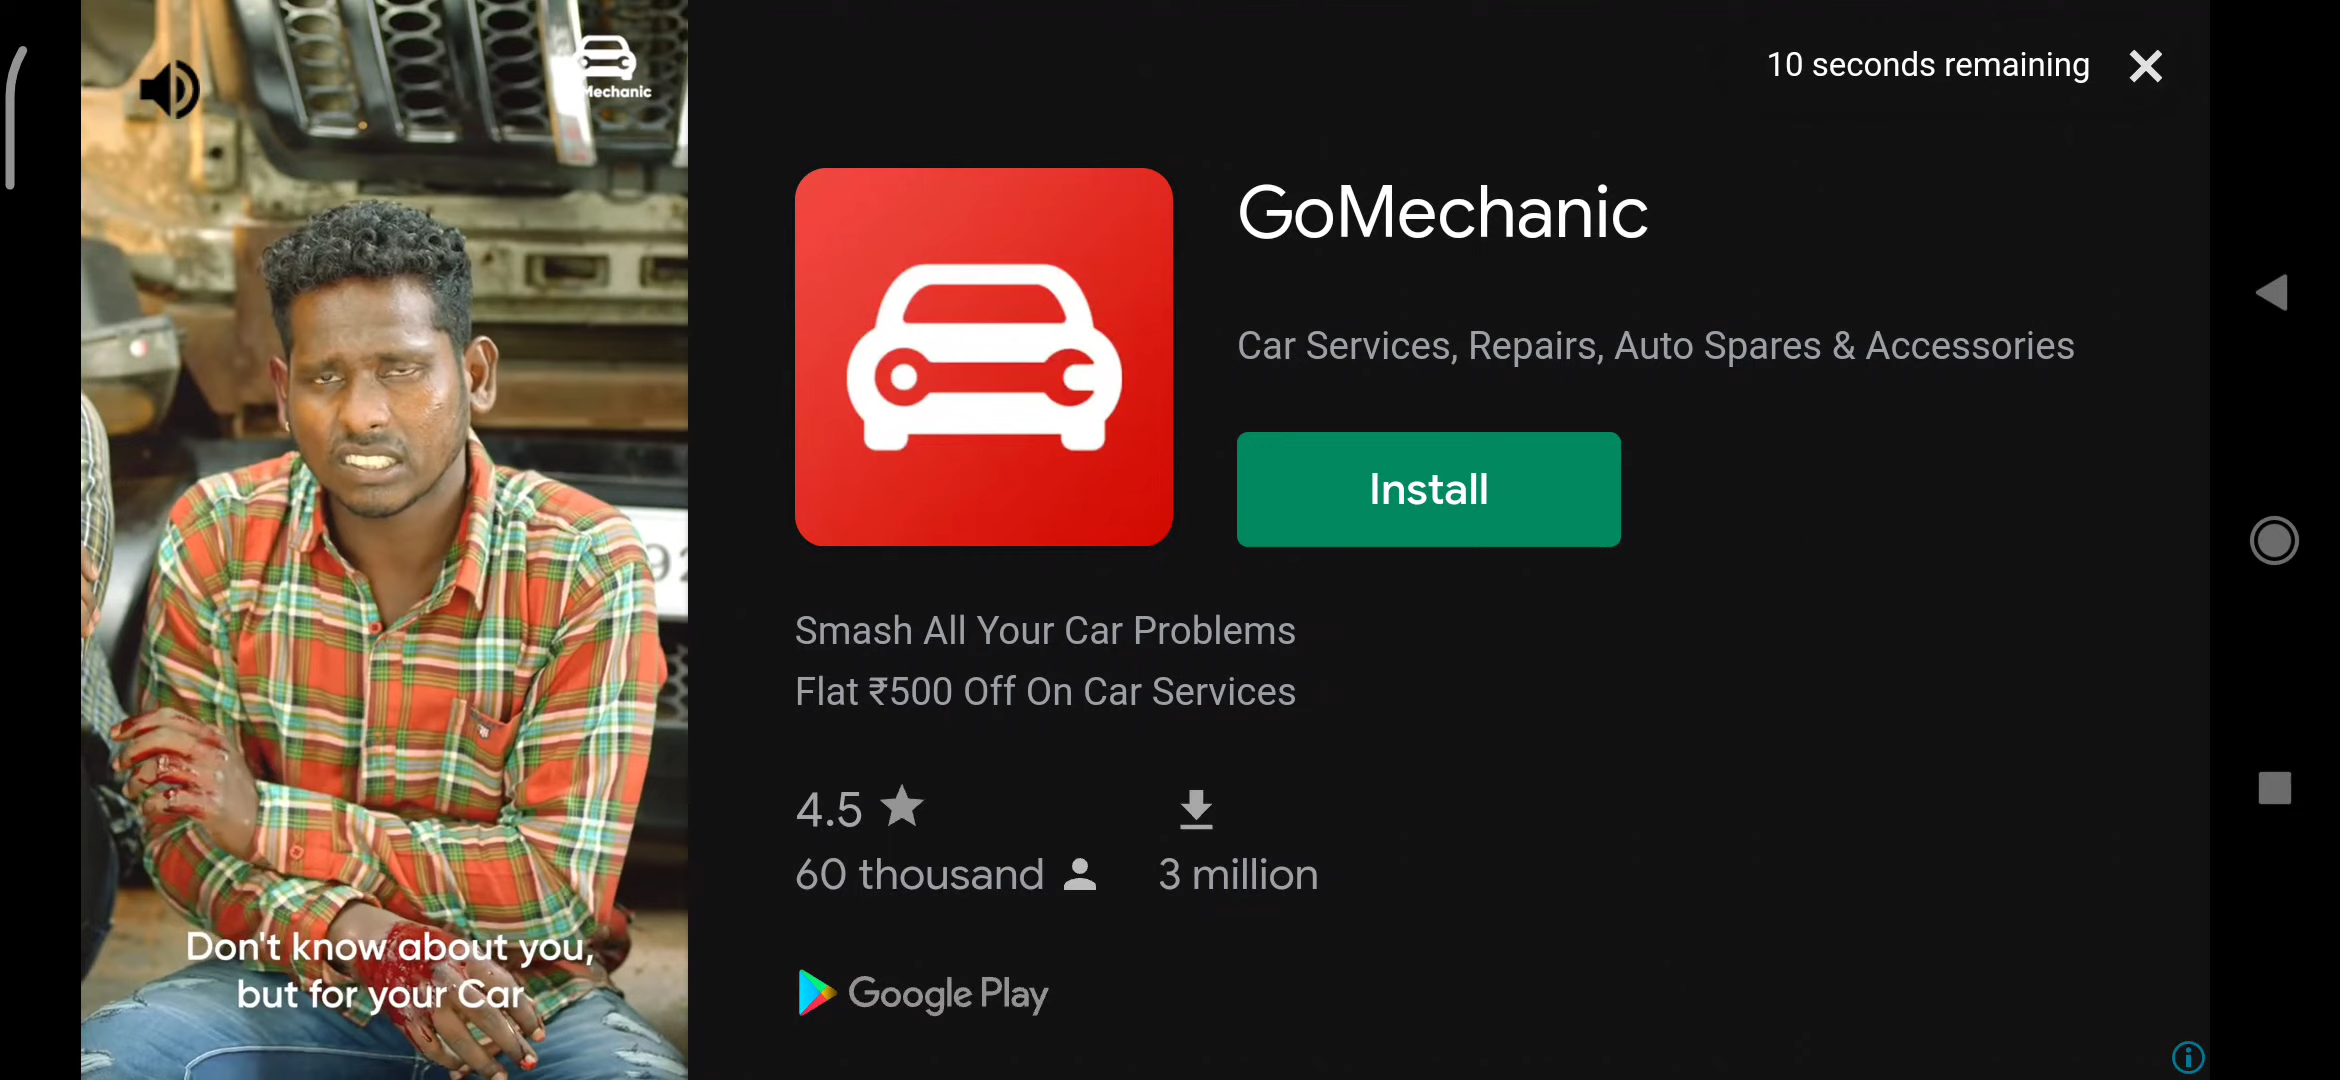 Mechanic
10 seconds remaining
GoMechanic
Car Services, Repairs, Auto Spares & Accessories
Install
92
Smash All Your Car Problems
Flat ₹500 Off On Car Services
4.5
60 thousand
3 million
Don't know about you,
but for your Car
Google Play